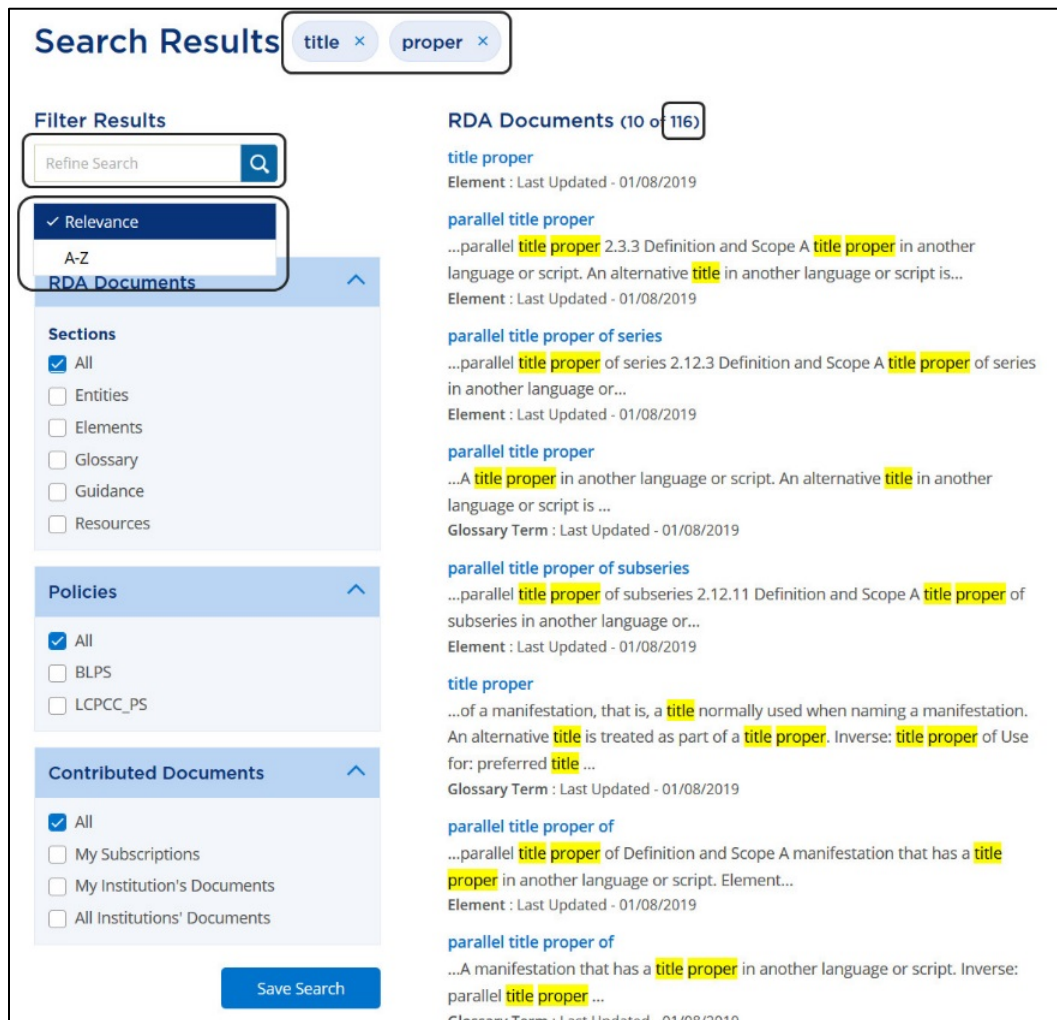 Search Results title × proper ×
Filter Results
Refine Search
✓ Relevance
A-Z
RDA Documents
Sections
All
Entities
Elements
Glossary
Guidance
Resources
Policies
All
BLPS
LCPCC_PS
Contributed Documents
All
My Subscriptions
My Institution's Documents
All Institutions' Documents
Save Search
RDA Documents (10 of 116)
title proper
Element : Last Updated - 01/08/2019
parallel title proper
...parallel title proper 2.3.3 Definition and Scope A title proper in another
language or script. An alternative title in another language or script is...
Element : Last Updated - 01/08/2019
parallel title proper of series
...parallel title proper of series 2.12.3 Definition and Scope A title proper of series
in another language or...
Element : Last Updated - 01/08/2019
parallel title proper
...A title proper in another language or script. An alternative title in another
language or script is ...
Glossary Term : Last Updated - 01/08/2019
parallel title proper of subseries
...parallel title proper of subseries 2.12.11 Definition and Scope A title proper of
subseries in another language or...
Element : Last Updated - 01/08/2019
title proper
...of a manifestation, that is, a title normally used when naming a manifestation.
An alternative title is treated as part of a title proper. Inverse: title proper of Use
for: preferred title ...
Glossary Term : Last Updated - 01/08/2019
parallel title proper of
...parallel title proper of Definition and Scope A manifestation that has a title
proper in another language or script. Element...
Element : Last Updated - 01/08/2019
parallel title proper of
...A manifestation that has a title proper in another language or script. Inverse:
parallel title proper ...
Glossary Term : Last Updated - 01/08/2019